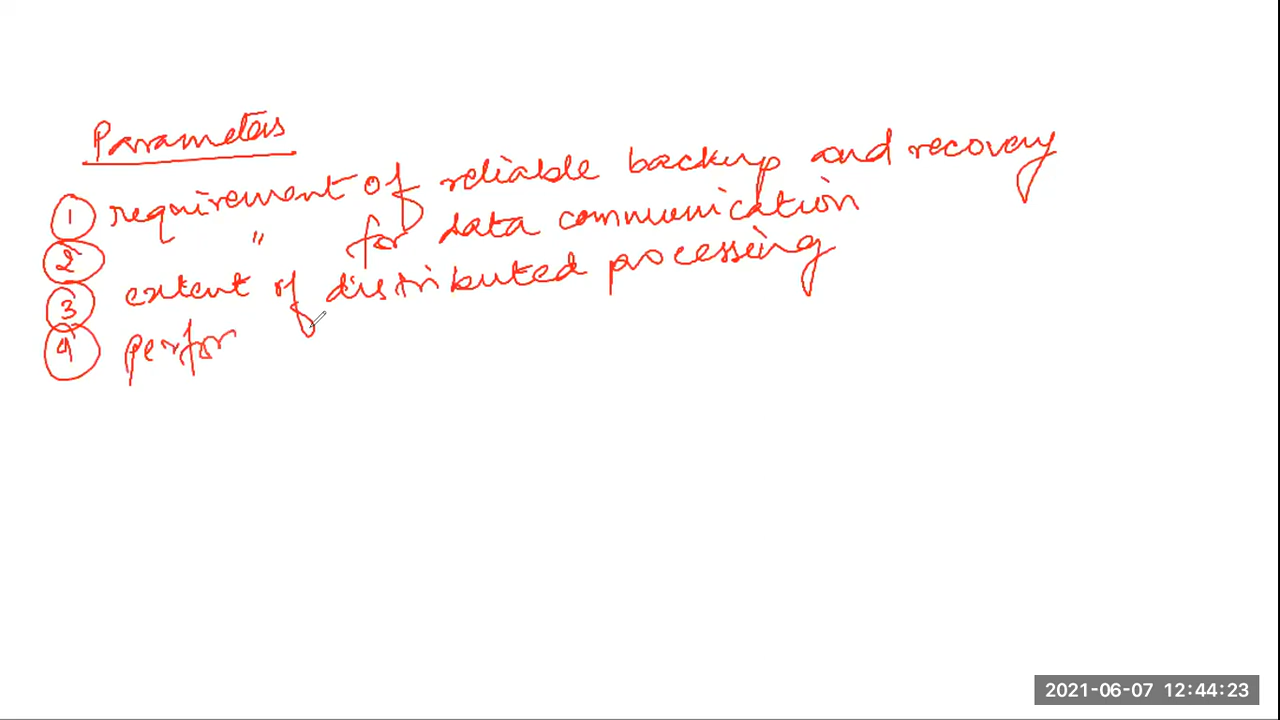 Parameters
① requirement of reliable backup and recovery
② " for data communication
③ extent of distributed processing
④ perfor
2021-06-07 12:44:23